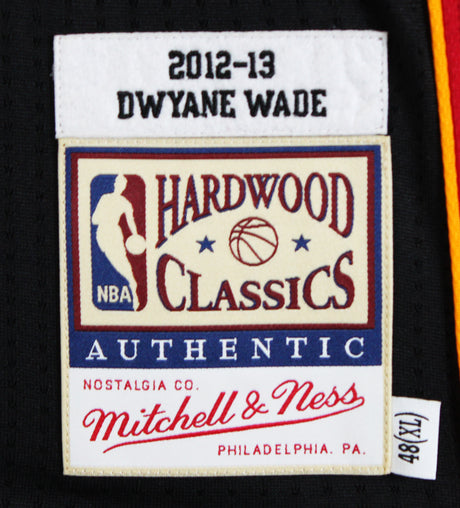 2012-13
DWYANE WADE
HARDWOOD
NBA
CLASSICS
AUTHENTIC
NOSTALGIA CO.
Mitchell & Ness
PHILADELPHIA. PA.
48(XL)